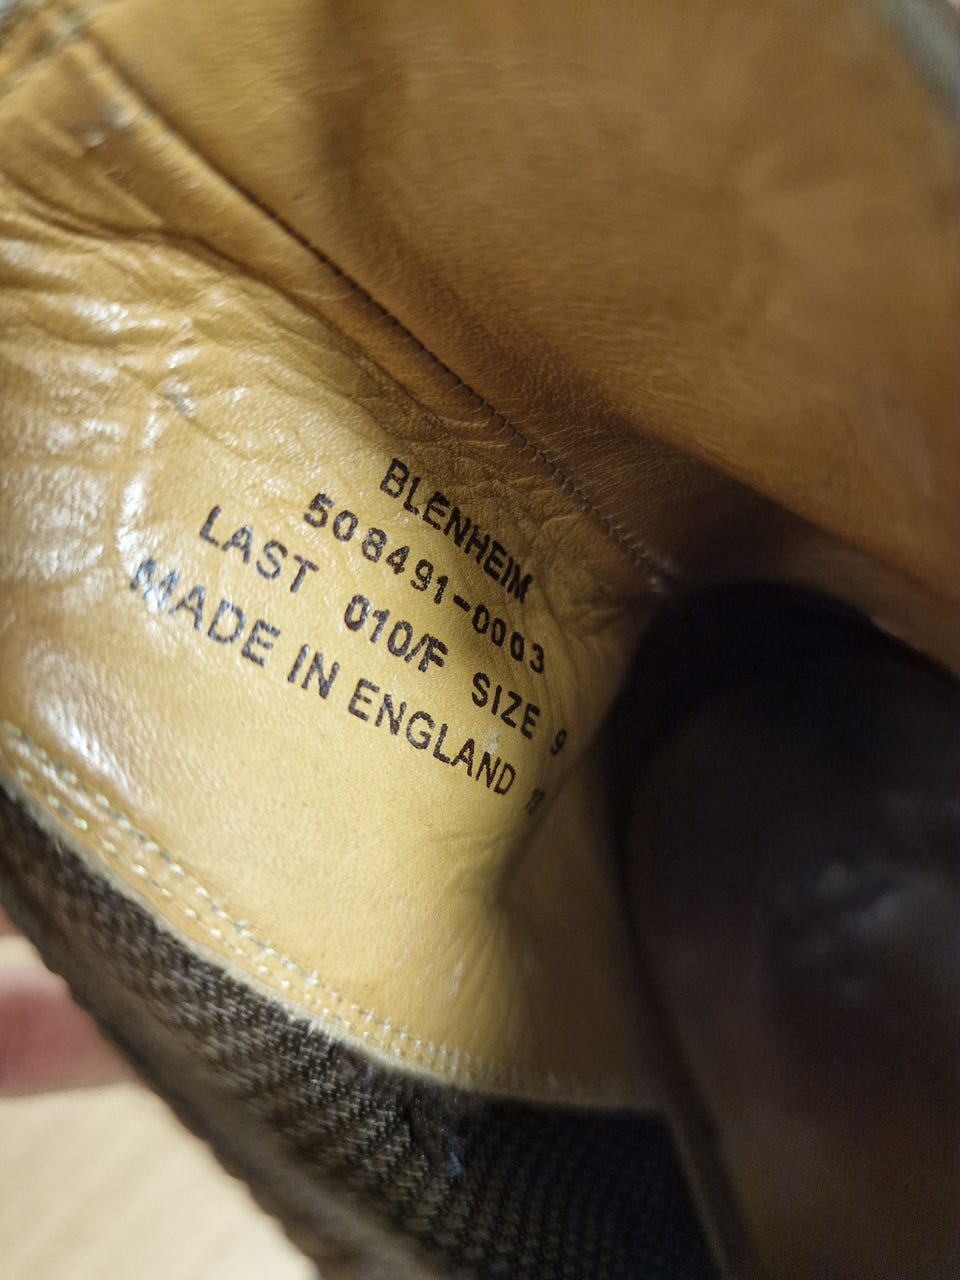 BLENHEIM
508491-0003
LAST 010/F SIZE 9
MADE IN ENGLAND